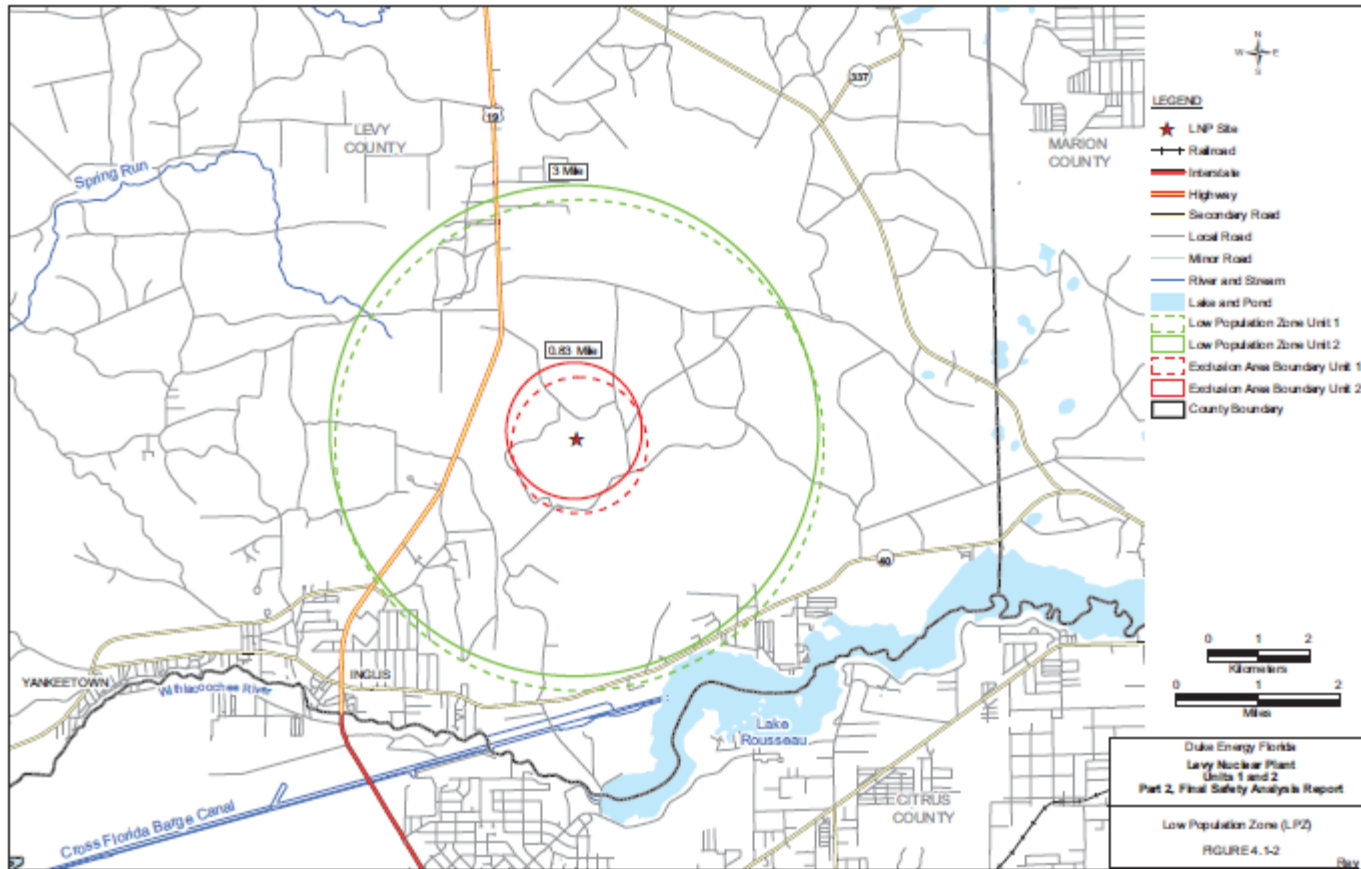 N
W E
S
337
LEVY
COUNTY
19
MARION
COUNTY
LEGEND
LNP Site
Railroad
Interstate
Highway
Secondary Road
Local Road
Minor Road
River and Stream
Lake and Pond
Low Population Zone Unit 1
Low Population Zone Unit 2
Exclusion Area Boundary Unit 1
Exclusion Area Boundary Unit 2
County Boundary
Spring Run
3 Mile
0.83 Mile
40
YANKEETOWN
INGLIS
Withlacoochee River
Lake
Rousseau
Cross Florida Barge Canal
CITRUS
COUNTY
0 1 2
Kilometers
0 1 2
Miles
Duke Energy Florida
Levy Nuclear Plant
Units 1 and 2
Part 2, Final Safety Analysis Report
Low Population Zone (LPZ)
FIGURE 4.1-2
Rev